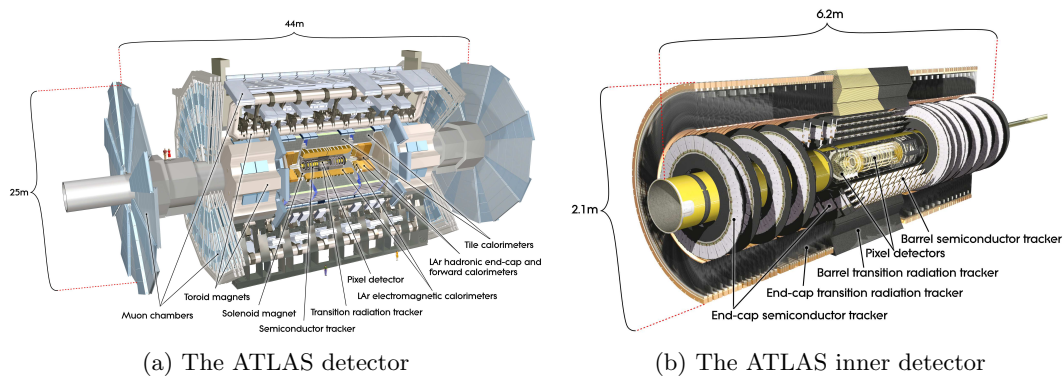 44m
25m
Tile calorimeters
LAr hadronic end-cap and
forward calorimeters
Pixel detector
LAr electromagnetic calorimeters
Toroid magnets
Muon chambers
Solenoid magnet
Transition radiation tracker
Semiconductor tracker
(a) The ATLAS detector
6.2m
2.1m
Barrel semiconductor tracker
Pixel detectors
Barrel transition radiation tracker
End-cap transition radiation tracker
End-cap semiconductor tracker
(b) The ATLAS inner detector